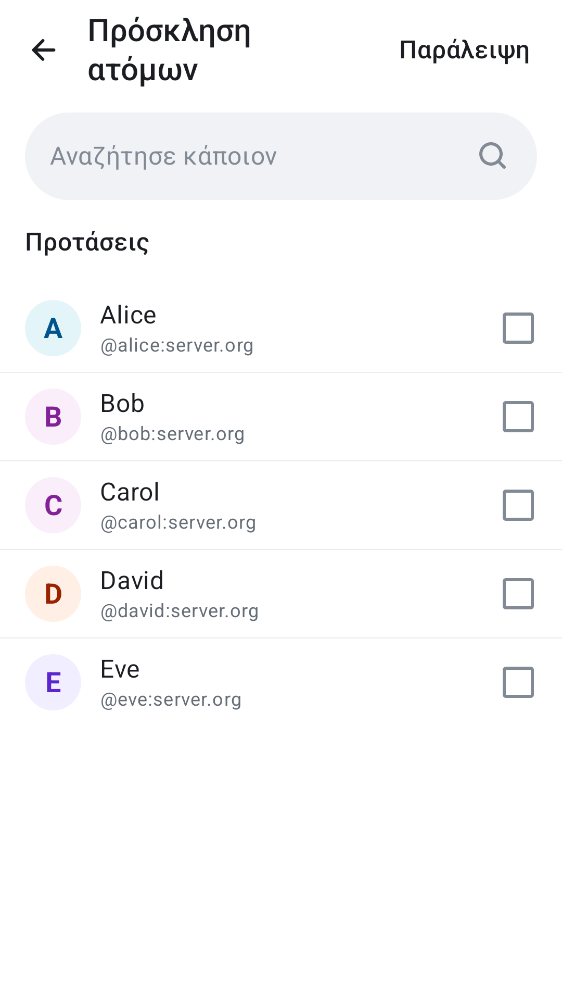 Πρόσκληση
ατόμων
Παράλειψη
Αναζήτησε κάποιον
Προτάσεις
A
Alice
@alice:server.org
B
Bob
@bob:server.org
C
Carol
@carol:server.org
D
David
@david:server.org
E
Eve
@eve:server.org